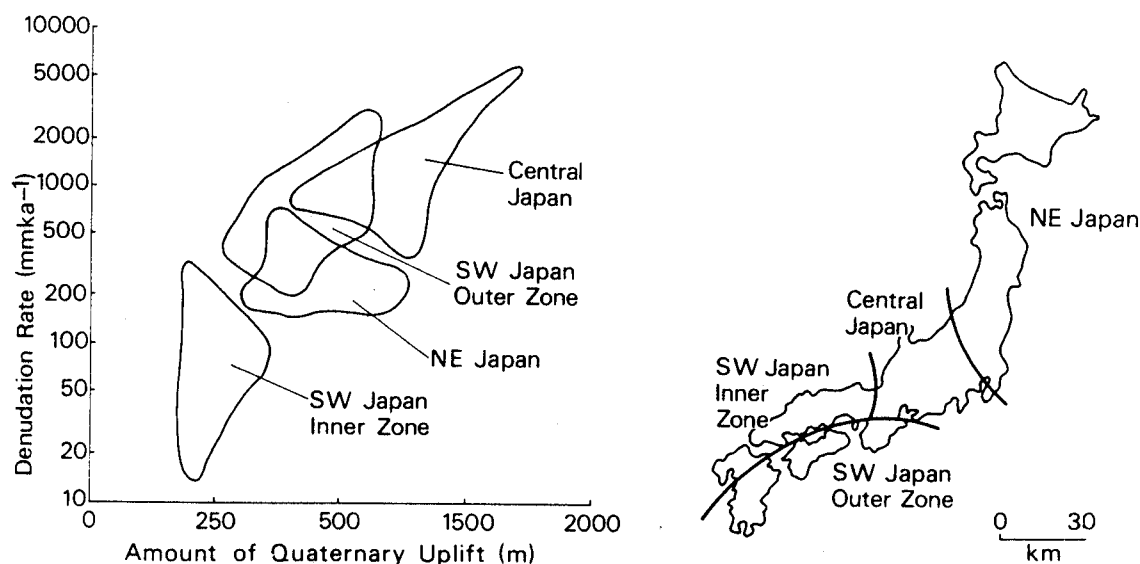 10000
5000
2000
1000
500
200
100
50
20
10
Denudation Rate (mmka⁻¹)
0
250
500
1500
2000
Amount of Quaternary Uplift (m)
Central
Japan
SW Japan
Outer Zone
NE Japan
SW Japan
Inner Zone
NE Japan
Central
Japan
SW Japan
Inner
Zone
SW Japan
Outer Zone
0 30
km